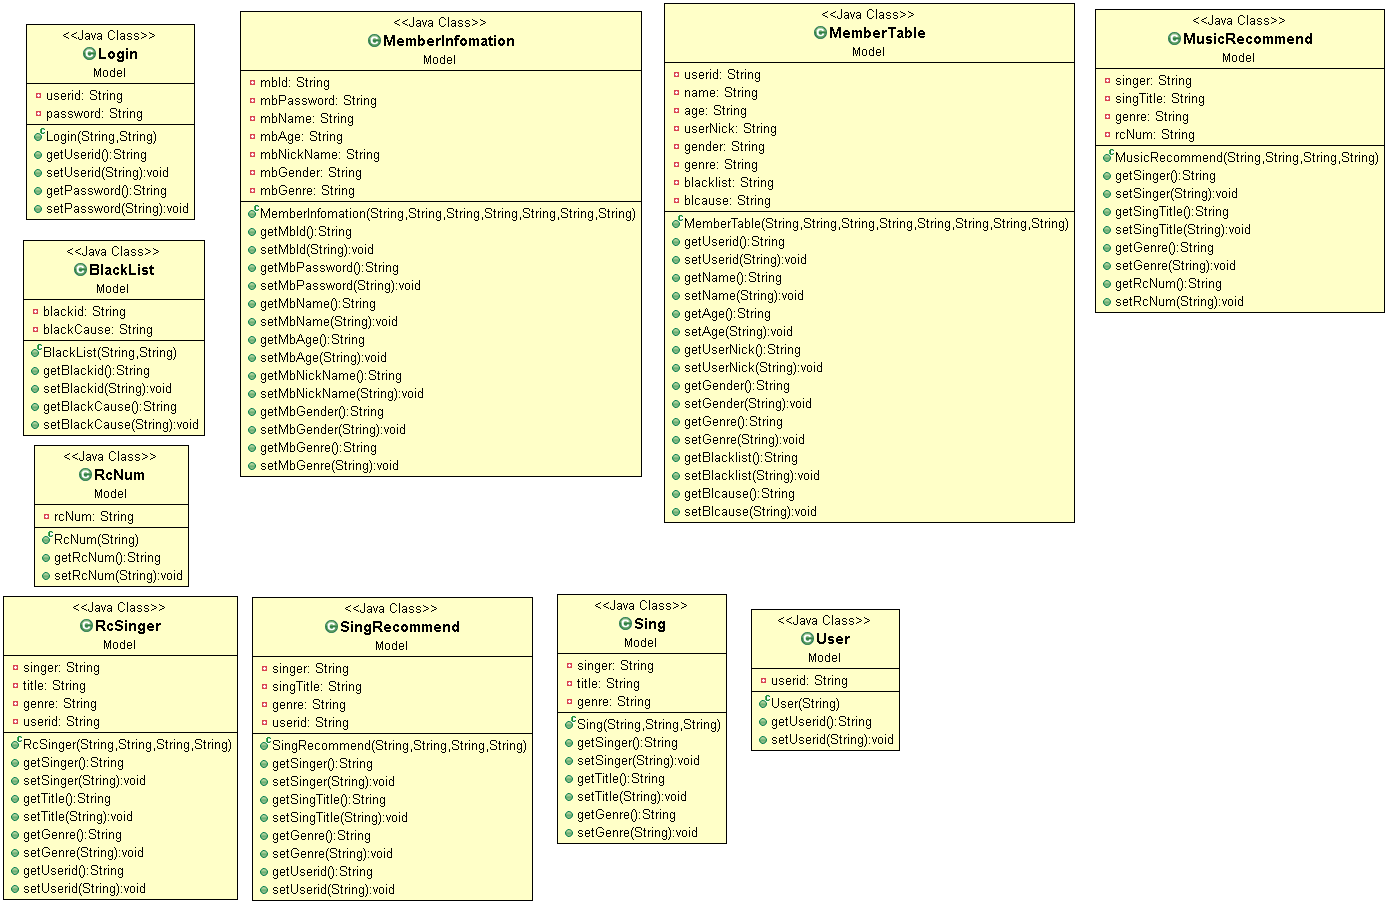 <<Java Class>>
Login
Model
userid: String
password: String
Login(String,String)
getUserid():String
setUserid(String):void
getPassword():String
setPassword(String):void
<<Java Class>>
MemberInfomation
Model
mbId: String
mbPassword: String
mbName: String
mbAge: String
mbNickName: String
mbGender: String
mbGenre: String
MemberInfomation(String,String,String,String,String,String,String)
getMbId():String
setMbId(String):void
getMbPassword():String
setMbPassword(String):void
getMbName():String
setMbName(String):void
getMbAge():String
setMbAge(String):void
getMbNickName():String
setMbNickName(String):void
getMbGender():String
setMbGender(String):void
getMbGenre():String
setMbGenre(String):void
<<Java Class>>
MemberTable
Model
userid: String
name: String
age: String
userNick: String
gender: String
genre: String
blacklist: String
blcause: String
MemberTable(String,String,String,String,String,String,String,String)
getUserid():String
setUserid(String):void
getName():String
setName(String):void
getAge():String
setAge(String):void
getUserNick():String
setUserNick(String):void
getGender():String
setGender(String):void
getGenre():String
setGenre(String):void
getBlacklist():String
setBlacklist(String):void
getBlcause():String
setBlcause(String):void
<<Java Class>>
MusicRecommend
Model
singer: String
singTitle: String
genre: String
rcNum: String
MusicRecommend(String,String,String,String)
getSinger():String
setSinger(String):void
getSingTitle():String
setSingTitle(String):void
getGenre():String
setGenre(String):void
getRcNum():String
setRcNum(String):void
<<Java Class>>
BlackList
Model
blackid: String
blackCause: String
BlackList(String,String)
getBlackid():String
setBlackid(String):void
getBlackCause():String
setBlackCause(String):void
<<Java Class>>
RcNum
Model
rcNum: String
RcNum(String)
getRcNum():String
setRcNum(String):void
<<Java Class>>
RcSinger
Model
singer: String
title: String
genre: String
userid: String
RcSinger(String,String,String,String)
getSinger():String
setSinger(String):void
getTitle():String
setTitle(String):void
getGenre():String
setGenre(String):void
getUserid():String
setUserid(String):void
<<Java Class>>
SingRecommend
Model
singer: String
singTitle: String
genre: String
userid: String
SingRecommend(String,String,String,String)
getSinger():String
setSinger(String):void
getSingTitle():String
setSingTitle(String):void
getGenre():String
setGenre(String):void
getUserid():String
setUserid(String):void
<<Java Class>>
Sing
Model
singer: String
title: String
genre: String
Sing(String,String,String)
getSinger():String
setSinger(String):void
getTitle():String
setTitle(String):void
getGenre():String
setGenre(String):void
<<Java Class>>
User
Model
userid: String
User(String)
getUserid():String
setUserid(String):void